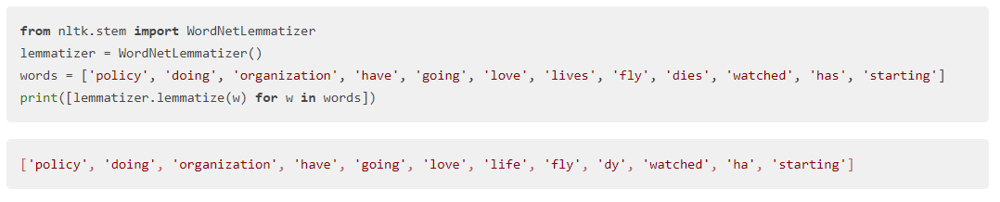 from nltk.stem import WordNetLemmatizer
lemmatizer = WordNetLemmatizer()
words = ['policy', 'doing', 'organization', 'have', 'going', 'love', 'lives', 'fly', 'dies', 'watched', 'has', 'starting']
print([lemmatizer.lemmatize(w) for w in words])
['policy', 'doing', 'organization', 'have', 'going', 'love', 'life', 'fly', 'dy', 'watched', 'ha', 'starting']